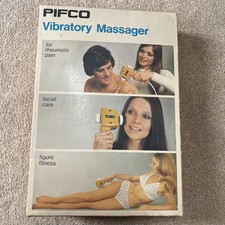 PIFCO
Vibratory Massager
for
rheumatic
pain
facial
care
figure
fitness